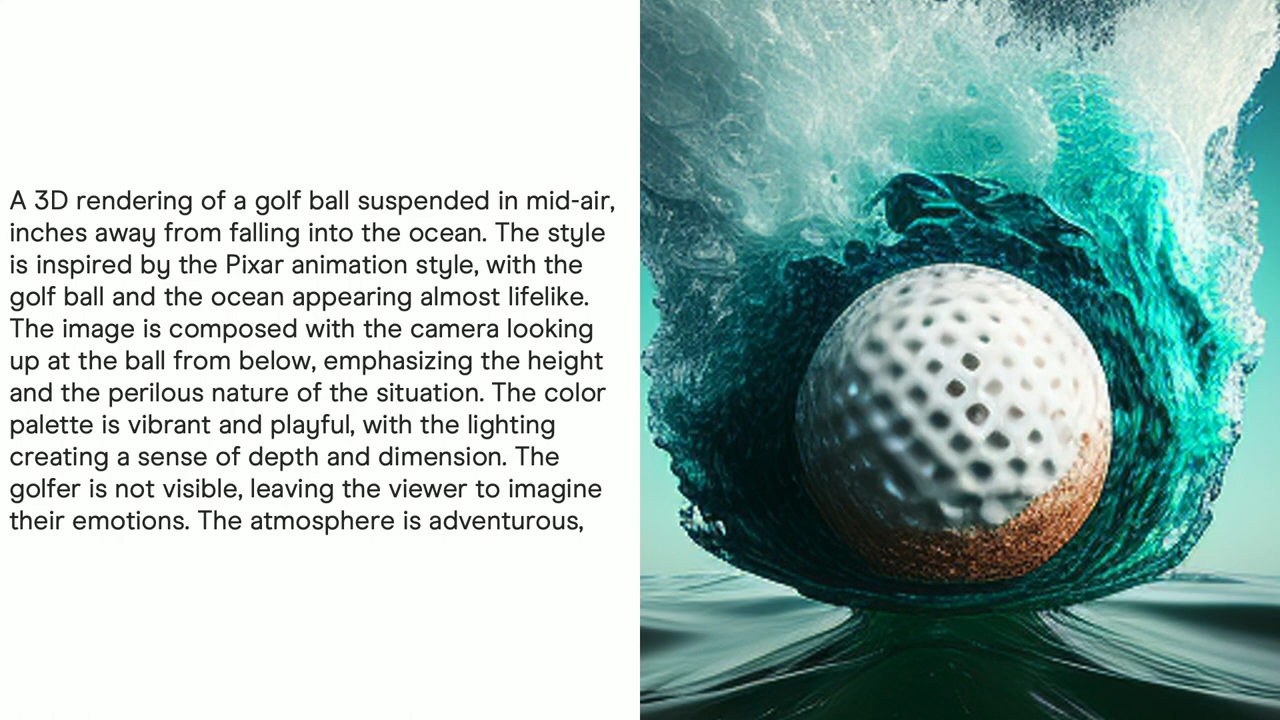 A 3D rendering of a golf ball suspended in mid-air,
inches away from falling into the ocean. The style
is inspired by the Pixar animation style, with the
golf ball and the ocean appearing almost lifelike.
The image is composed with the camera looking
up at the ball from below, emphasizing the height
and the perilous nature of the situation. The color
palette is vibrant and playful, with the lighting
creating a sense of depth and dimension. The
golfer is not visible, leaving the viewer to imagine
their emotions. The atmosphere is adventurous,